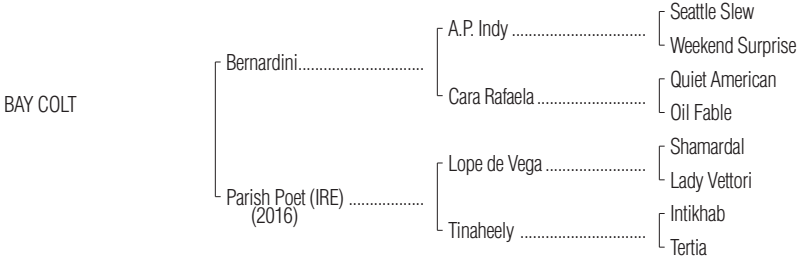 Seattle Slew
A.P. Indy ..................................
Weekend Surprise
Bernardini................................
Quiet American
Cara Rafaela ...........................
Oil Fable
BAY COLT
Shamardal
Lope de Vega .........................
Lady Vettori
Parish Poet (IRE) ...................
(2016)
Intikhab
Tinaheely ................................
Tertia